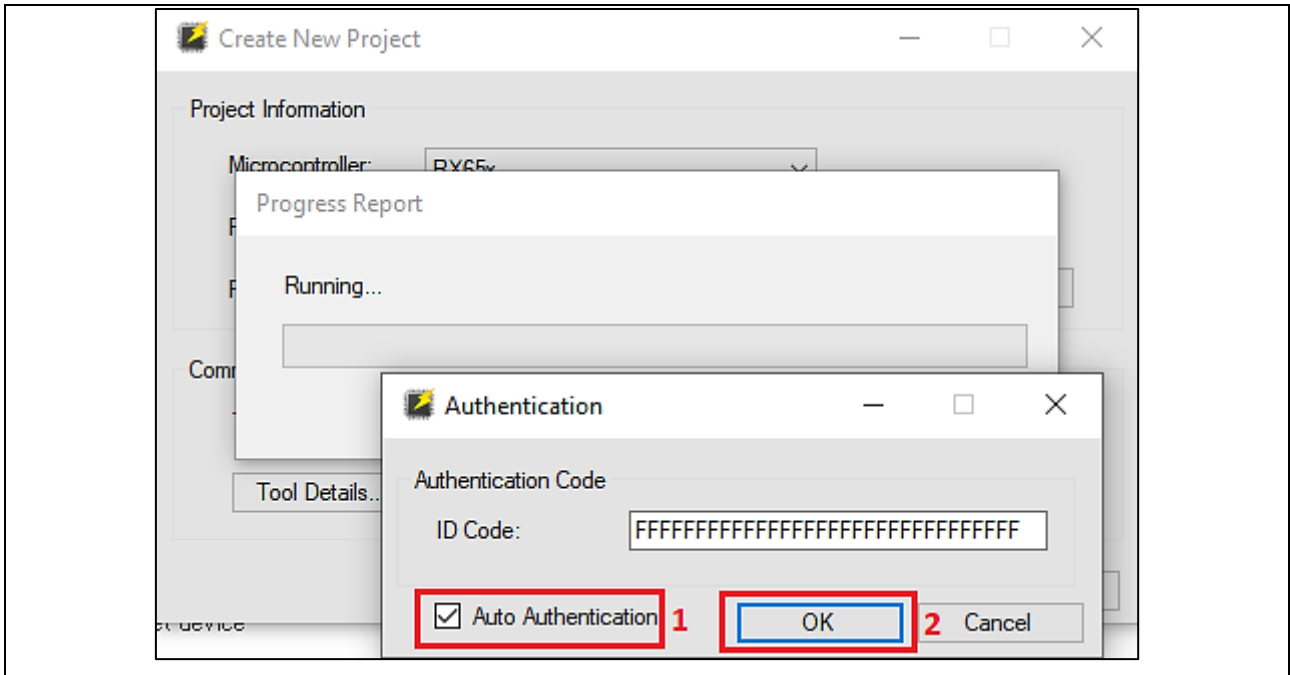 Create New Project
Project Information
Microcontroller:
RX65x
Progress Report
Running...
Tool Details...
Authentication
Authentication Code
ID Code:
FFFFFFFFFFFFFFFFFFFFFFFFFFFFFFFF
Auto Authentication
1
OK
2
Cancel
device